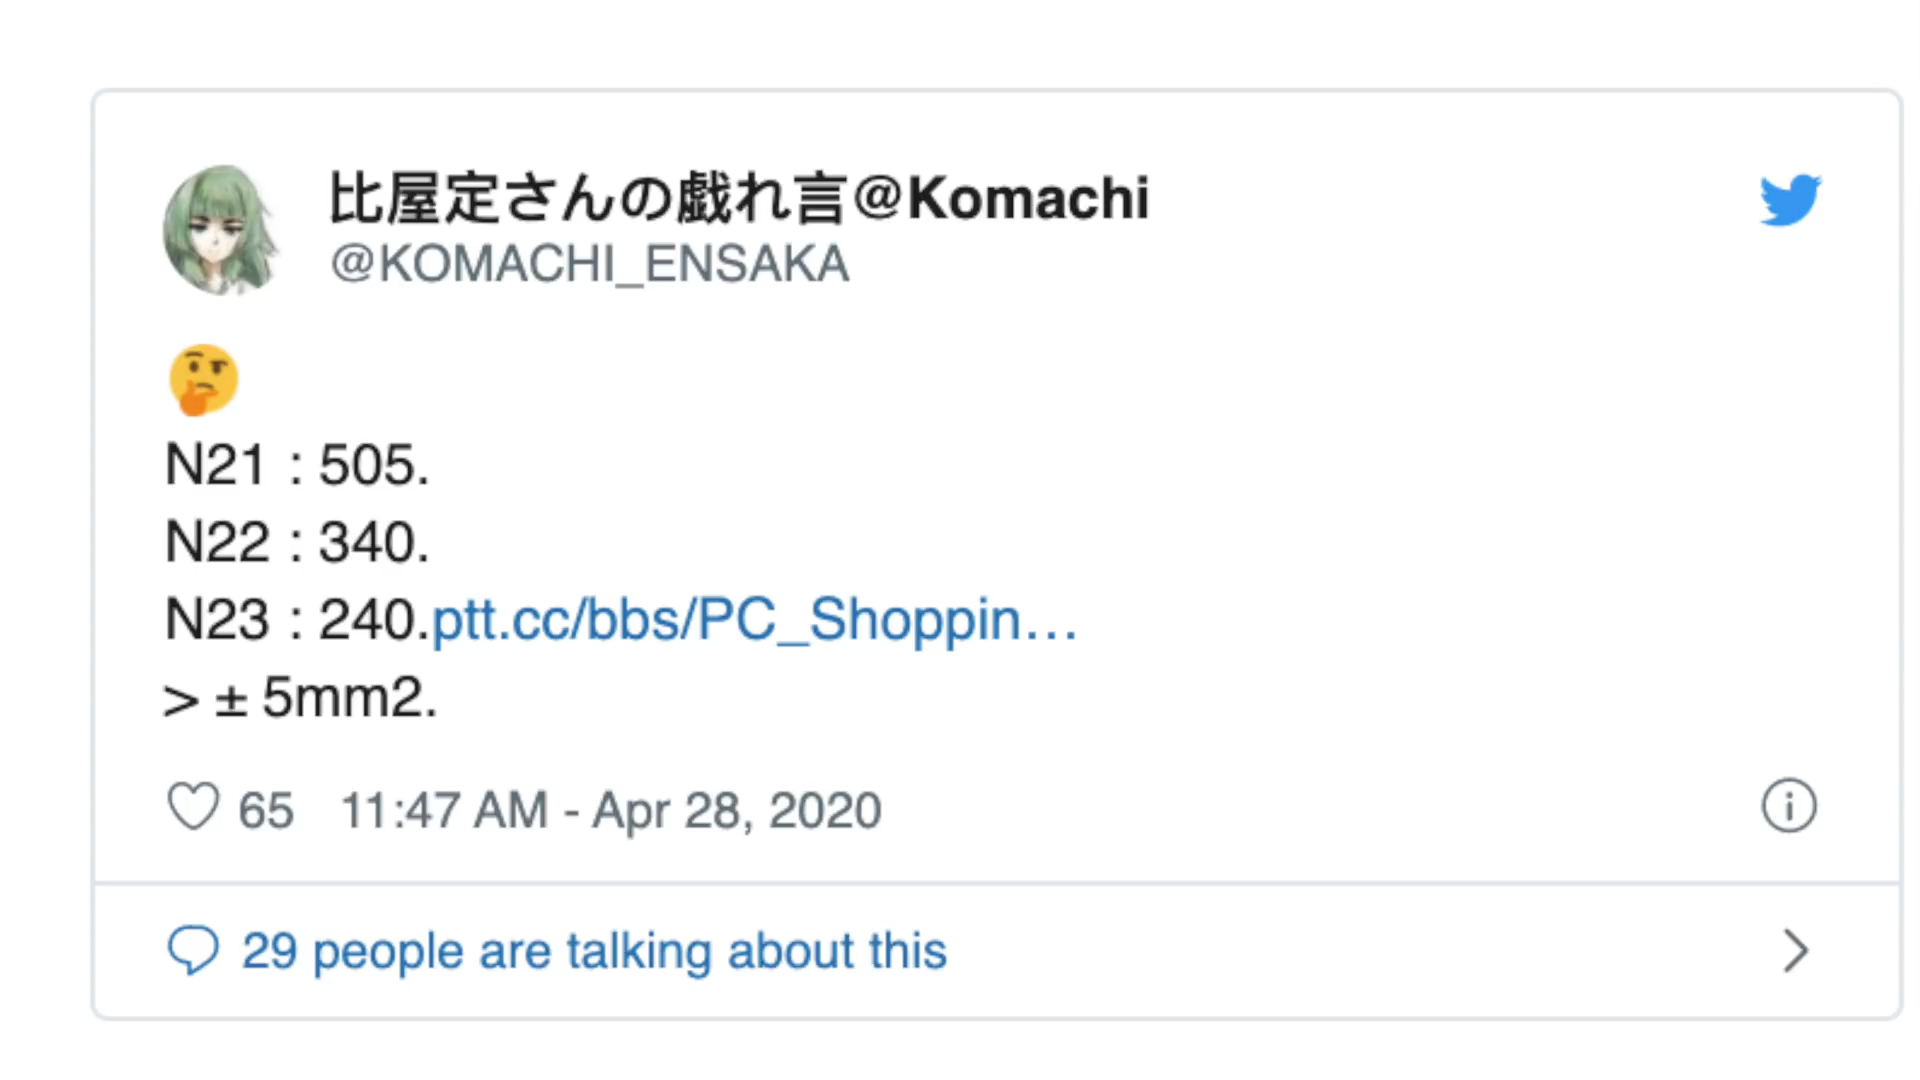 比屋定さんの戯れ言@Komachi
@KOMACHI_ENSAKA
🤔
N21 : 505.
N22 : 340.
N23 : 240.ptt.cc/bbs/PC_Shoppin…
> ± 5mm2.
65 11:47 AM - Apr 28, 2020
29 people are talking about this